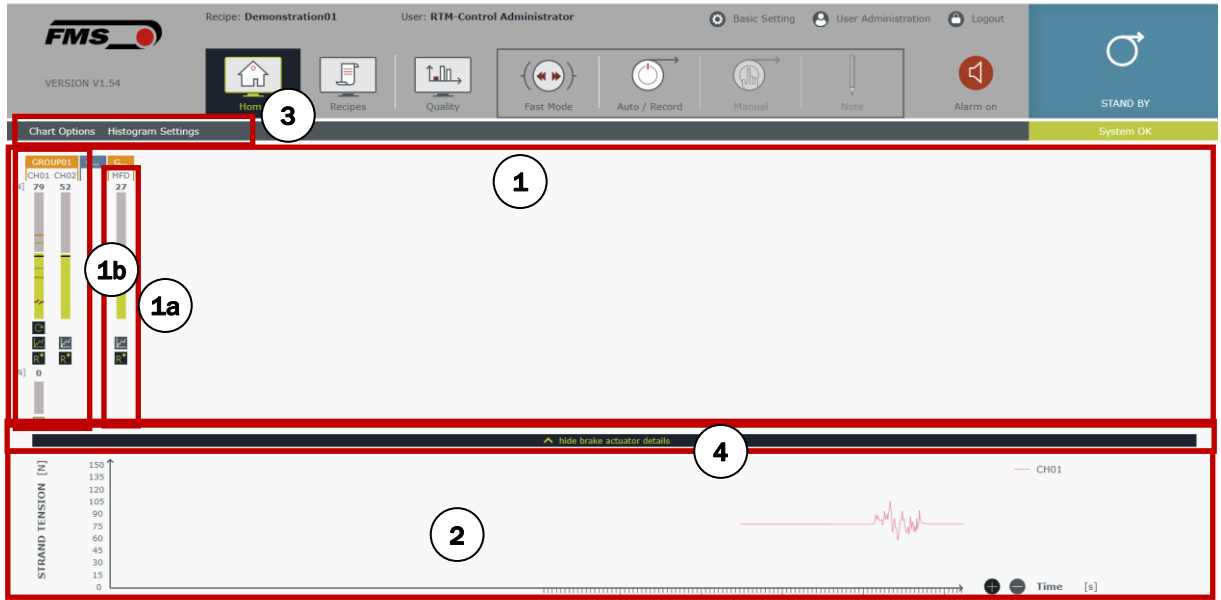 Recipe: Demonstration01 User: RTM-Control Administrator Basic Setting User Administration Logout
FMS
VERSION V1.54
Recipes Quality Fast Mode Auto / Record Manual Note Alarm on STAND BY
3
Chart Options Histogram Settings System OK
GROUP01 G...
CH01 CH02 MFD
79 52 27
1
1b
1a
R
R
R
0
hide brake actuator details
4
STRAND TENSION [N]
150
135
120
105
90
75
60
45
30
15
0
CH01
2
Time [s]